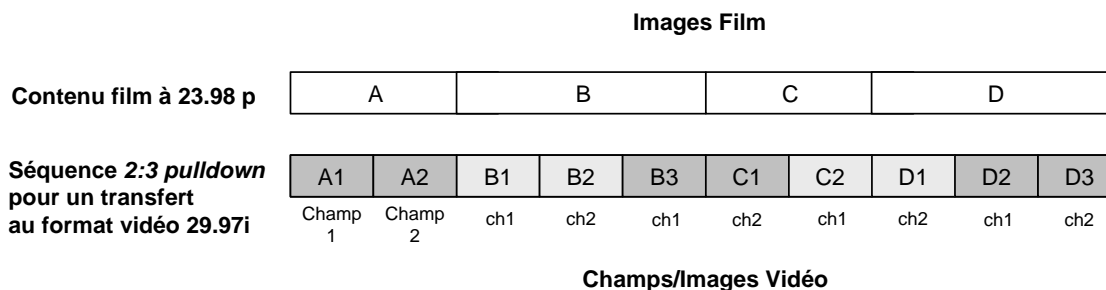 Images Film
Contenu film à 23.98 p
A B C D
Séquence 2:3 pulldown
pour un transfert
au format vidéo 29.97i
A1 A2 B1 B2 B3 C1 C2 D1 D2 D3
Champ 1 Champ 2 ch1 ch2 ch1 ch2 ch1 ch2 ch1 ch2
Champs/Images Vidéo